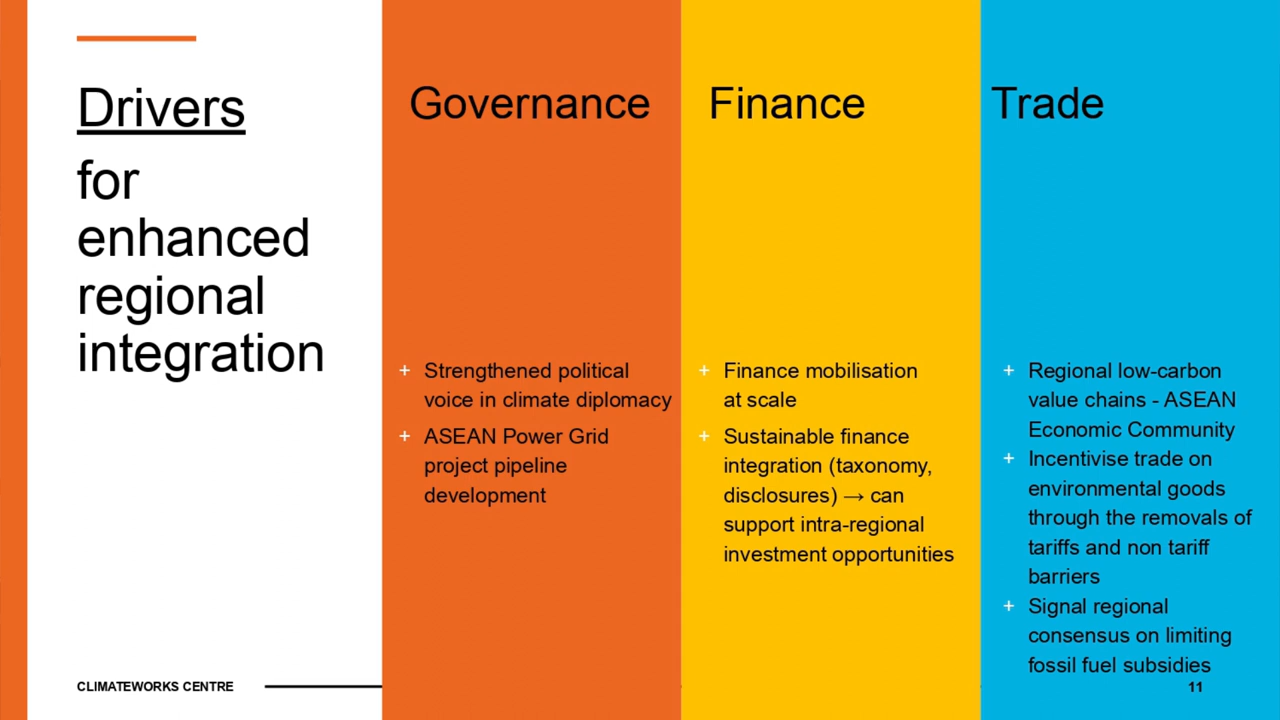 Drivers
for
enhanced
regional
integration
Governance
+ Strengthened political
voice in climate diplomacy
+ ASEAN Power Grid
project pipeline
development
Finance
+ Finance mobilisation
at scale
+ Sustainable finance
integration (taxonomy,
disclosures) → can
support intra-regional
investment opportunities
Trade
+ Regional low-carbon
value chains - ASEAN
Economic Community
+ Incentivise trade on
environmental goods
through the removals of
tariffs and non tariff
barriers
+ Signal regional
consensus on limiting
fossil fuel subsidies
CLIMATEWORKS CENTRE
11